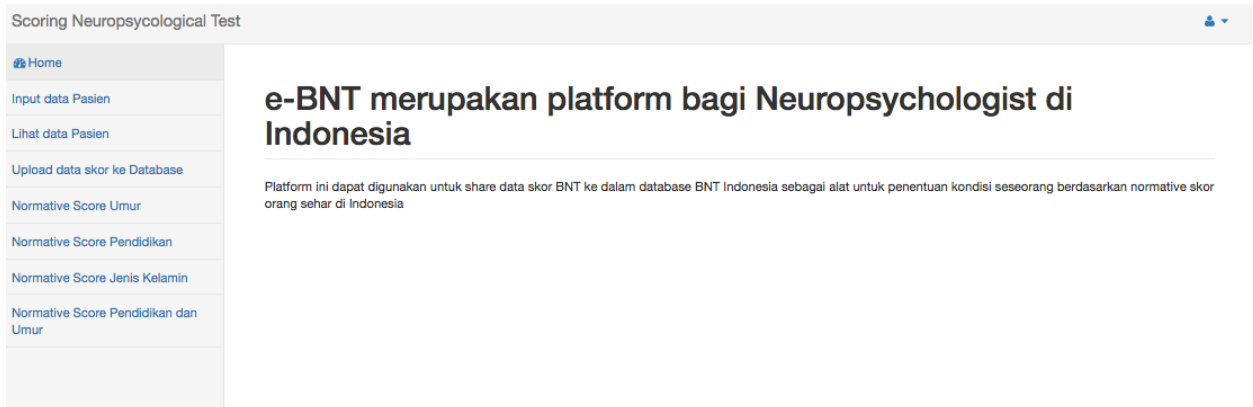 Scoring Neuropsycological Test
Home
Input data Pasien
Lihat data Pasien
Upload data skor ke Database
Normative Score Umur
Normative Score Pendidikan
Normative Score Jenis Kelamin
Normative Score Pendidikan dan
Umur
e-BNT merupakan platform bagi Neuropsychologist di
Indonesia
Platform ini dapat digunakan untuk share data skor BNT ke dalam database BNT Indonesia sebagai alat untuk penentuan kondisi seseorang berdasarkan normative skor
orang sehar di Indonesia